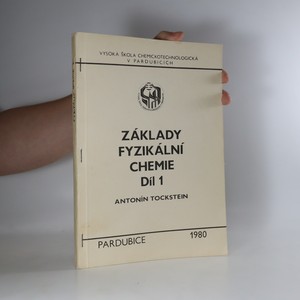 VYSOKÁ ŠKOLA CHEMICKOTECHNOLOGICKÁ
V PARDUBICÍCH
ZÁKLADY
FYZIKÁLNÍ
CHEMIE
Díl 1
ANTONÍN TOCKSTEIN
PARDUBICE 1980